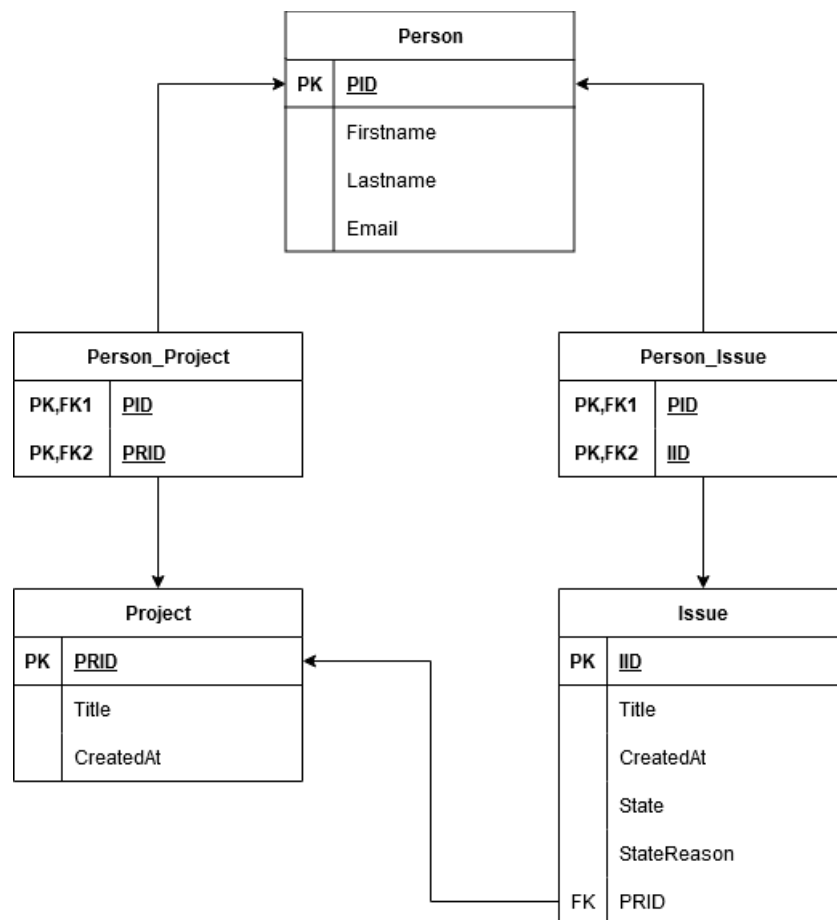 Person
PK PID
Firstname
Lastname
Email
Person_Project
PK,FK1 PID
PK,FK2 PRID
Person_Issue
PK,FK1 PID
PK,FK2 IID
Project
PK PRID
Title
CreatedAt
Issue
PK IID
Title
CreatedAt
State
StateReason
FK PRID